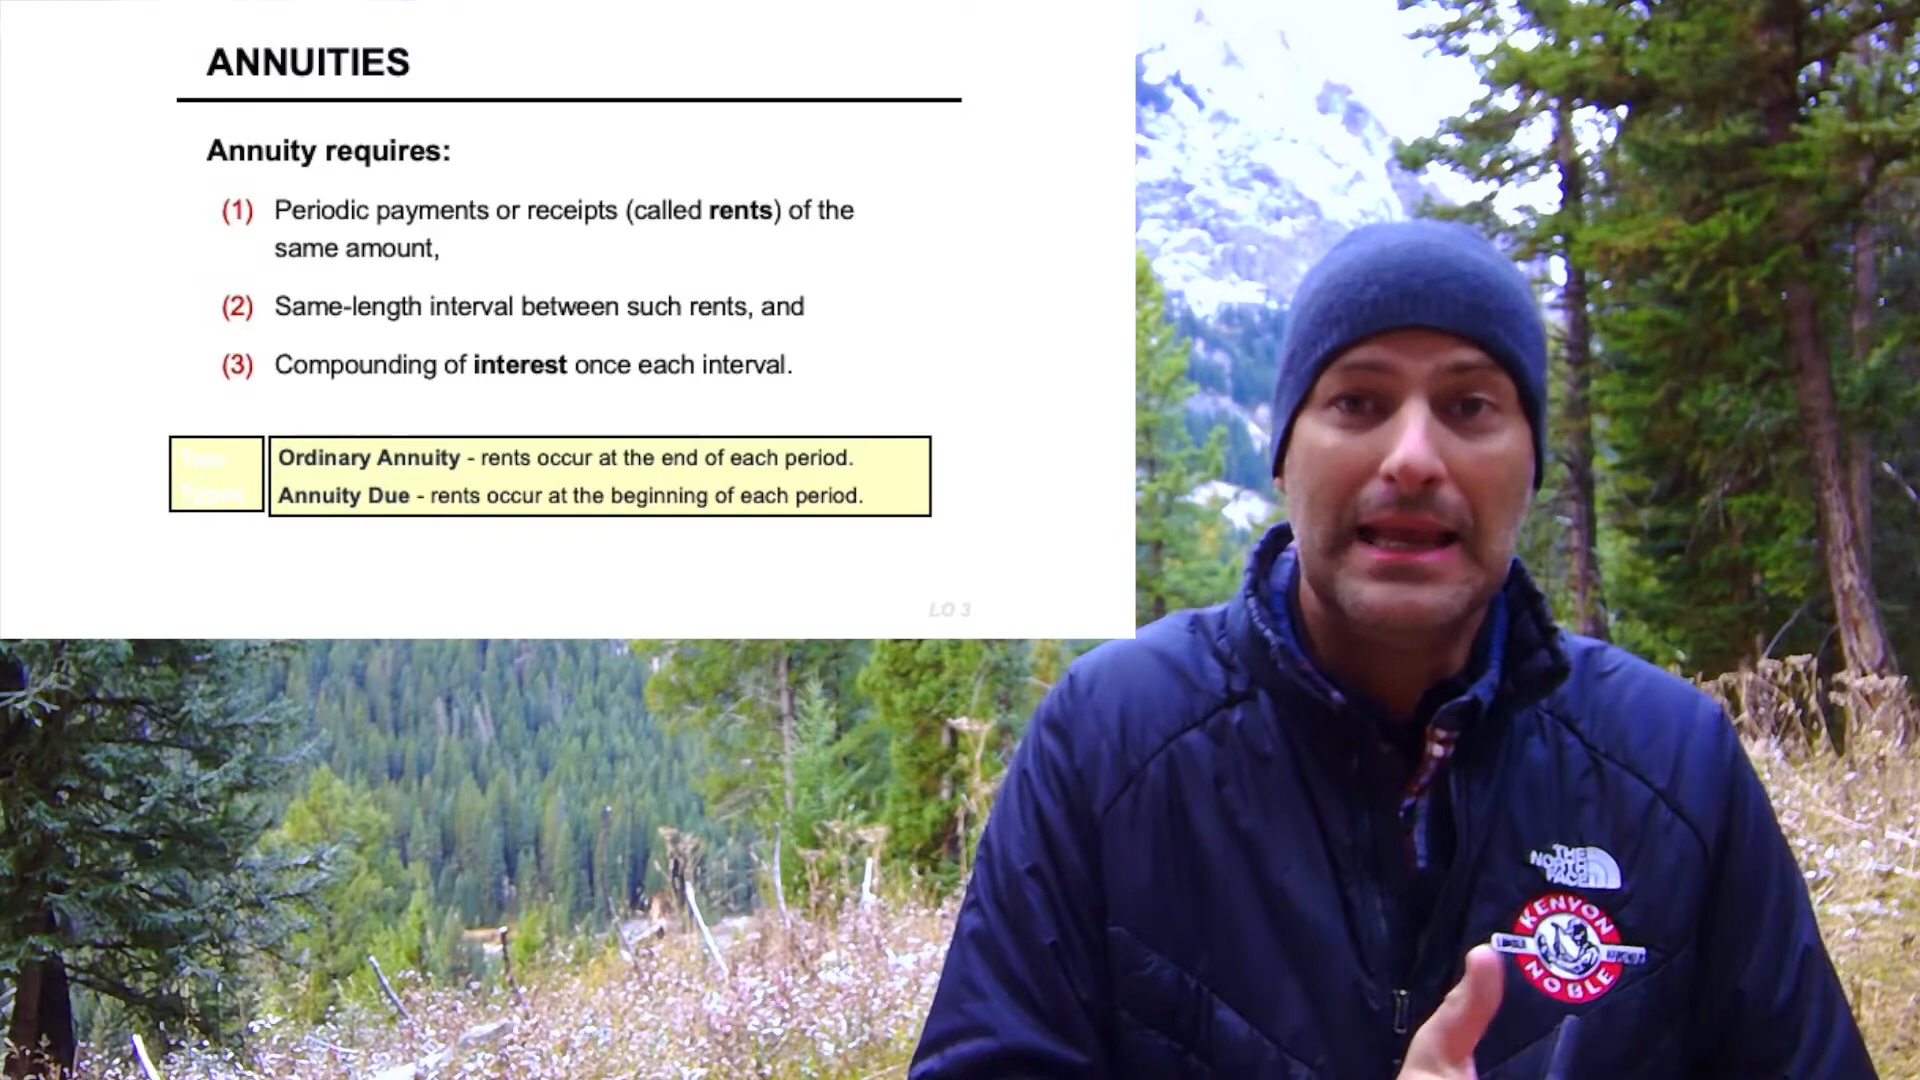 ANNUITIES
Annuity requires:
(1) Periodic payments or receipts (called rents) of the
same amount,
(2) Same-length interval between such rents, and
(3) Compounding of interest once each interval.
Two
Types
Ordinary Annuity - rents occur at the end of each period.
Annuity Due - rents occur at the beginning of each period.
LO 3
THE
NORTH
FACE
KENYON
NOBLE